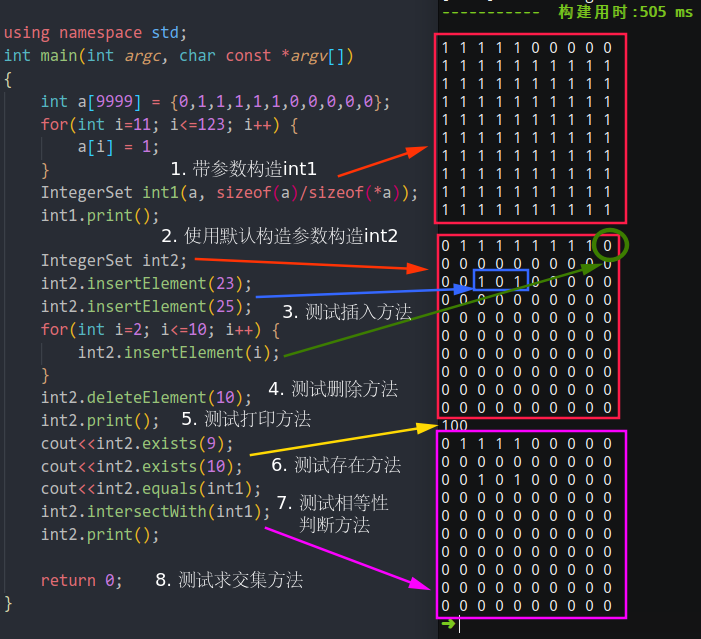 using namespace std;
int main(int argc, char const *argv[])
{
int a[9999] = {0,1,1,1,1,1,0,0,0,0,0};
for(int i=11; i<=123; i++) {
a[i] = 1;
}
1. 带参数构造int1
IntegerSet int1(a, sizeof(a)/sizeof(*a));
int1.print();
2. 使用默认构造参数构造int2
IntegerSet int2;
int2.insertElement(23);
int2.insertElement(25);
3. 测试插入方法
for(int i=2; i<=10; i++) {
int2.insertElement(i);
}
int2.deleteElement(10);
4. 测试删除方法
int2.print();
5. 测试打印方法
cout<<int2.exists(9);
cout<<int2.exists(10);
6. 测试存在方法
cout<<int2.equals(int1);
7. 测试相等性
判断方法
int2.intersectWith(int1);
int2.print();
return 0;
8. 测试求交集方法
}
----------- 构建用时:505 ms
1 1 1 1 1 0 0 0 0 0
1 1 1 1 1 1 1 1 1 1
1 1 1 1 1 1 1 1 1 1
1 1 1 1 1 1 1 1 1 1
1 1 1 1 1 1 1 1 1 1
1 1 1 1 1 1 1 1 1 1
1 1 1 1 1 1 1 1 1 1
1 1 1 1 1 1 1 1 1 1
1 1 1 1 1 1 1 1 1 1
1 1 1 1 1 1 1 1 1 1
0 1 1 1 1 1 1 1 1 0
0 0 0 0 0 0 0 0 0 0
0 0 1 0 1 0 0 0 0 0
0 0 0 0 0 0 0 0 0 0
0 0 0 0 0 0 0 0 0 0
0 0 0 0 0 0 0 0 0 0
0 0 0 0 0 0 0 0 0 0
0 0 0 0 0 0 0 0 0 0
0 0 0 0 0 0 0 0 0 0
0 0 0 0 0 0 0 0 0 0
100
0 1 1 1 1 0 0 0 0 0
0 0 0 0 0 0 0 0 0 0
0 0 1 0 1 0 0 0 0 0
0 0 0 0 0 0 0 0 0 0
0 0 0 0 0 0 0 0 0 0
0 0 0 0 0 0 0 0 0 0
0 0 0 0 0 0 0 0 0 0
0 0 0 0 0 0 0 0 0 0
0 0 0 0 0 0 0 0 0 0
0 0 0 0 0 0 0 0 0 0
➜